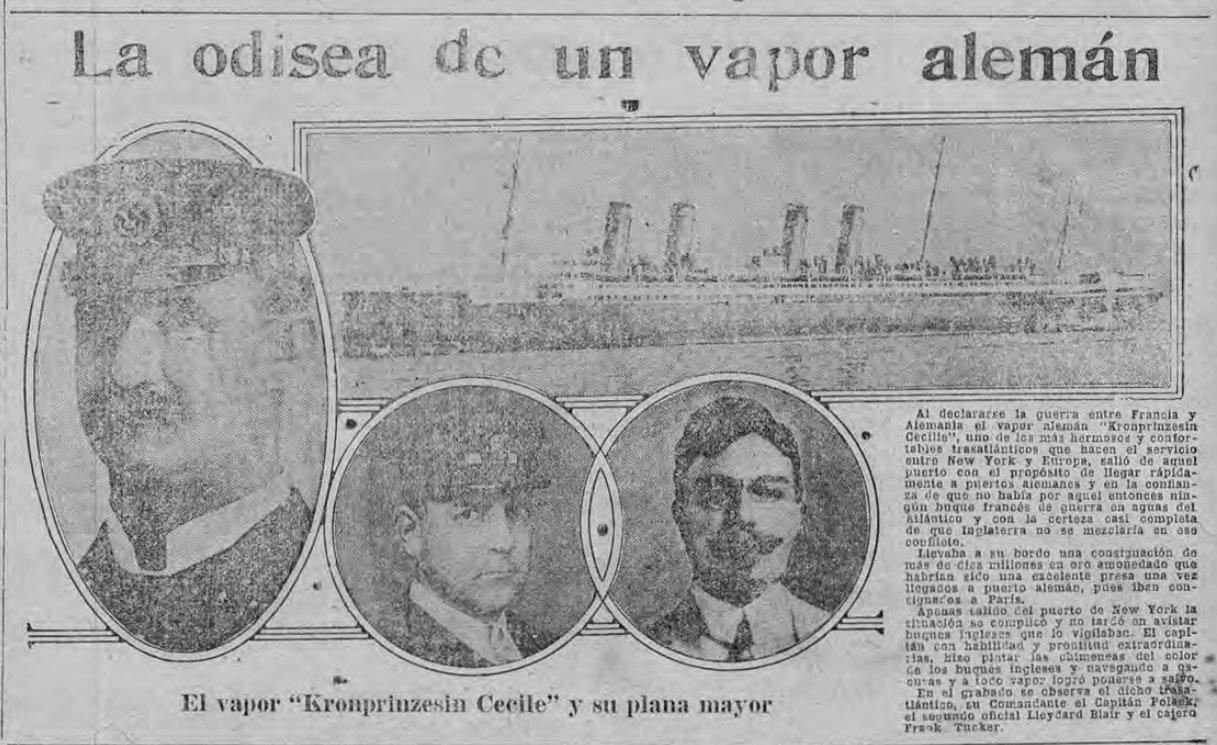 La odisea de un vapor alemán
Al declararse la guerra entre Francia y
Alemania el vapor alemán "Kronprinzesin
Cecilie", uno de los más hermosos y confor-
tables trasatlánticos que hacen el servicio
entre New York y Europa, salió de aquel
puerto con el propósito de llegar rápida-
mente a puertos alemanes y en la confian-
za de que no había por aquel entonces nin-
gún buque francés de guerra en aguas del
Atlántico y con la certeza casi completa
de que Inglaterra no se mezclaría en ese
conflicto.
Llevaba a su bordo una consignación de
más de diez millones en oro amonedado que
habrían sido una excelente presa una vez
llegados a puerto alemán, pues iban con-
signados a París.
Apenas salido del puerto de New York la
situación se complicó y no tardó en avistar
buques ingleses que lo vigilaban. El capi-
tán con habilidad y prontitud extraordina-
rias, hizo pintar las chimeneas del color
de los buques ingleses y navegando a os-
curas y a todo vapor logró ponerse a salvo.
En el grabado se observa el dicho trasa-
tlántico, su Comandante el Capitán Polack,
el segundo oficial Lleydard Blair y el cajero
Frank Tucker.
El vapor "Kronprinzesin Cecile" y su plana mayor